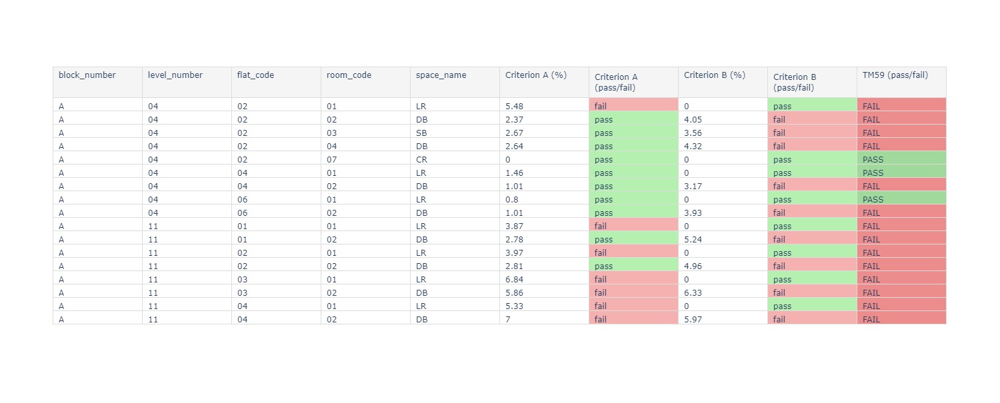 block_number level_number flat_code room_code space_name Criterion A (%) Criterion A (pass/fail) Criterion B (%) Criterion B (pass/fail) TM59 (pass/fail)
A 04 02 01 LR 5.48 fail 0 pass FAIL
A 04 02 02 DB 2.37 pass 4.05 fail FAIL
A 04 02 03 SB 2.67 pass 3.56 fail FAIL
A 04 02 04 DB 2.64 pass 4.32 fail FAIL
A 04 02 07 CR 0 pass 0 pass PASS
A 04 04 01 LR 1.46 pass 0 pass PASS
A 04 04 02 DB 1.01 pass 3.17 fail FAIL
A 04 06 01 LR 0.8 pass 0 pass PASS
A 04 06 02 DB 1.01 pass 3.93 fail FAIL
A 11 01 01 LR 3.87 fail 0 pass FAIL
A 11 01 02 DB 2.78 pass 5.24 fail FAIL
A 11 02 01 LR 3.97 fail 0 pass FAIL
A 11 02 02 DB 2.81 pass 4.96 fail FAIL
A 11 03 01 LR 6.84 fail 0 pass FAIL
A 11 03 02 DB 5.86 fail 6.33 fail FAIL
A 11 04 01 LR 5.33 fail 0 pass FAIL
A 11 04 02 DB 7 fail 5.97 fail FAIL